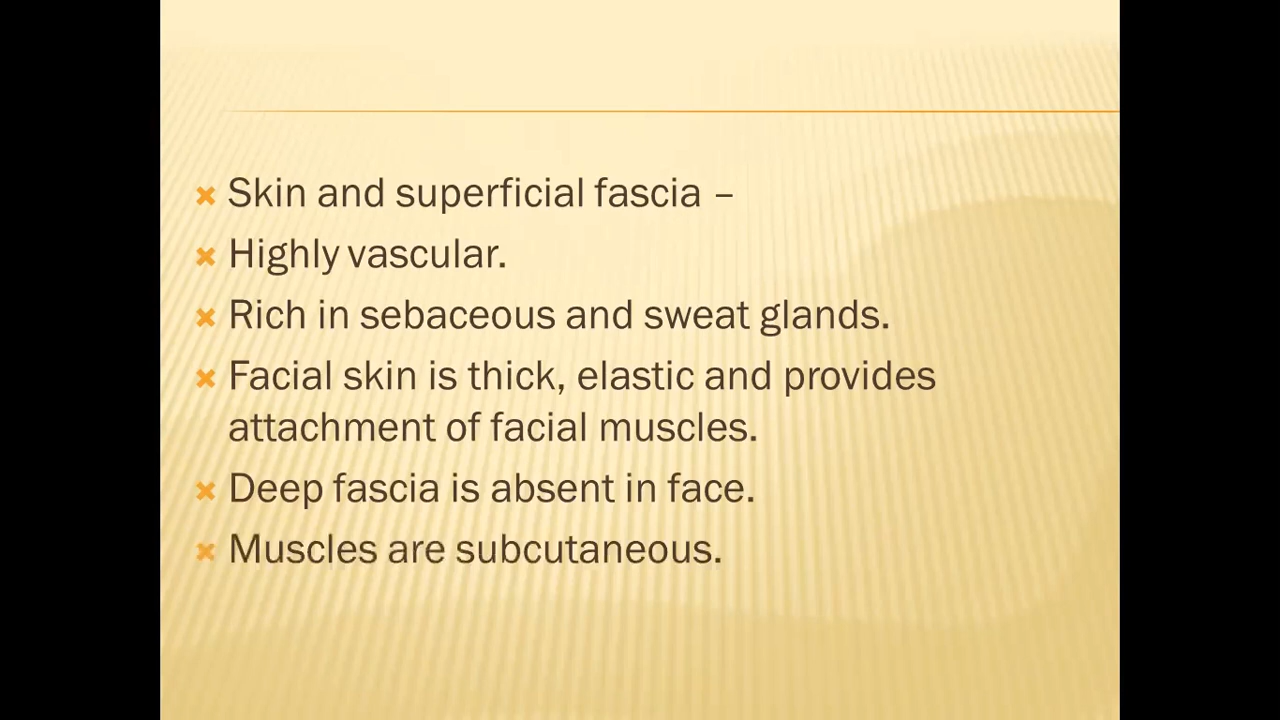 Skin and superficial fascia –
Highly vascular.
Rich in sebaceous and sweat glands.
Facial skin is thick, elastic and provides
attachment of facial muscles.
Deep fascia is absent in face.
Muscles are subcutaneous.